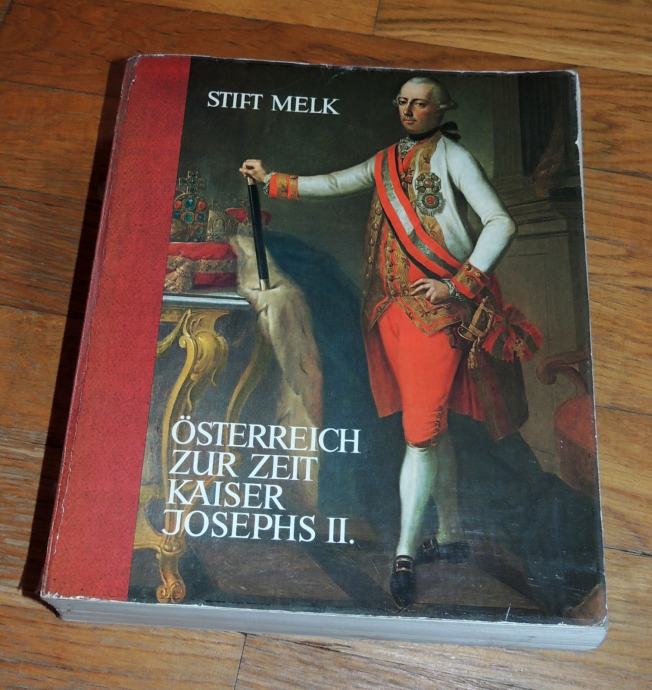 STIFT MELK
ÖSTERREICH
ZUR ZEIT
KAISER
JOSEPHS II.